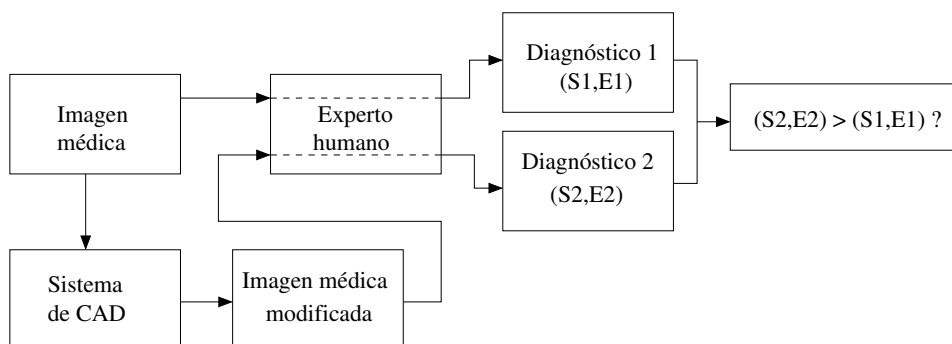 Imagen
médica
Experto
humano
Diagnóstico 1
(S1,E1)
Diagnóstico 2
(S2,E2)
(S2,E2) > (S1,E1) ?
Sistema
de CAD
Imagen médica
modificada